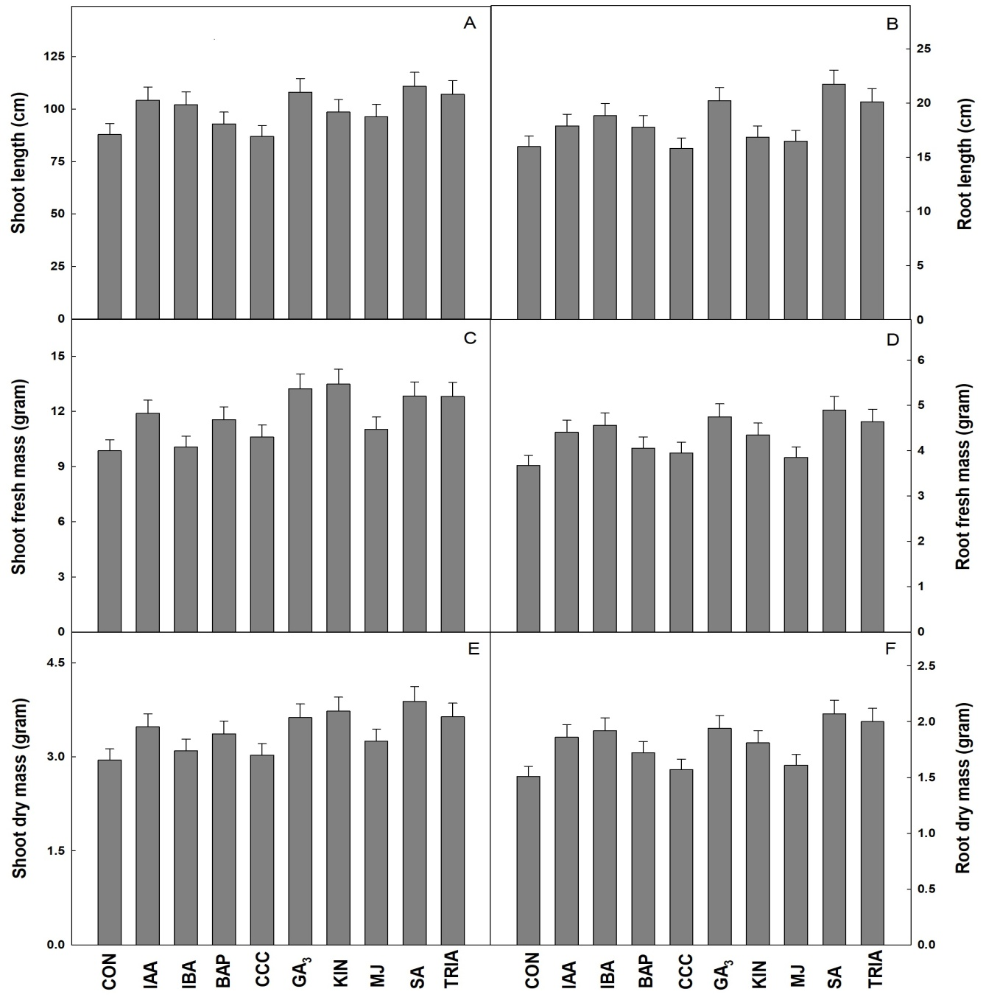 A
Shoot length (cm)
125
100
75
50
25
0
B
Root length (cm)
25
20
15
10
5
0
C
Shoot fresh mass (gram)
15
12
9
6
3
0
D
Root fresh mass (gram)
6
5
4
3
2
1
0
E
Shoot dry mass (gram)
4.5
3.0
1.5
0.0
F
Root dry mass (gram)
2.5
2.0
1.5
1.0
0.5
0.0
CON
IAA
IBA
BAP
CCC
GA₃
KIN
MJ
SA
TRIA
CON
IAA
IBA
BAP
CCC
GA₃
KIN
MJ
SA
TRIA